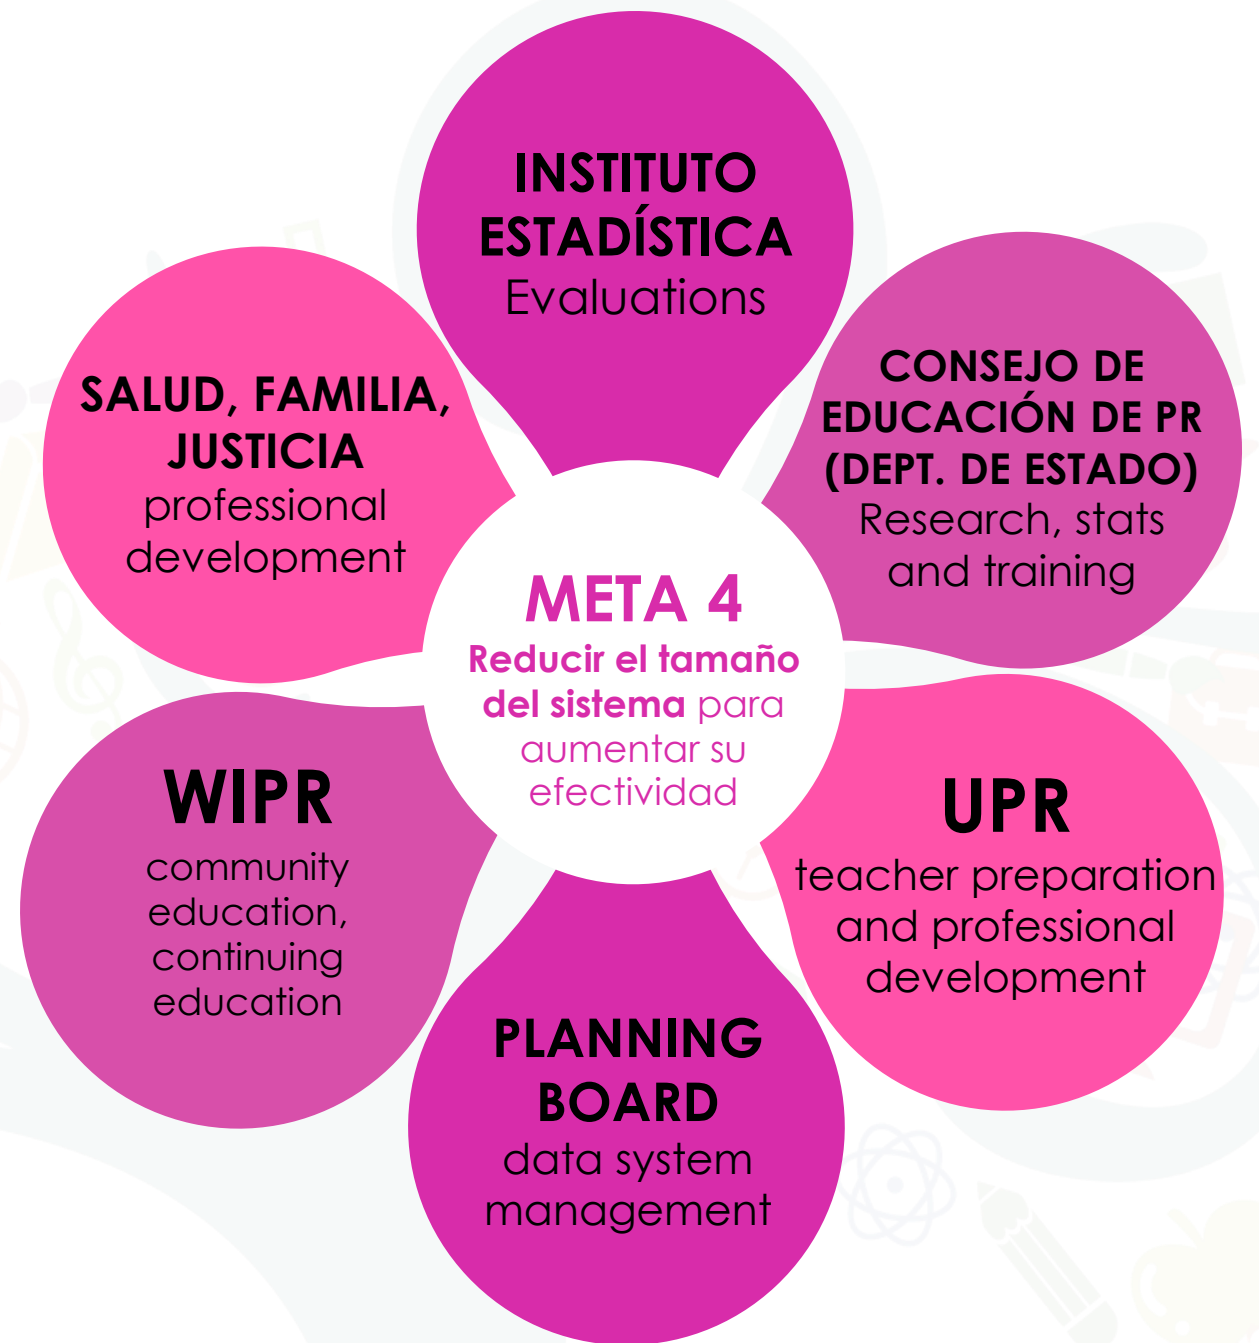 INSTITUTO
ESTADÍSTICA
Evaluations
CONSEJO DE
EDUCACIÓN DE PR
(DEPT. DE ESTADO)
Research, stats
and training
SALUD, FAMILIA,
JUSTICIA
professional
development
META 4
Reducir el tamaño
del sistema para
aumentar su
efectividad
WIPR
community
education,
continuing
education
UPR
teacher preparation
and professional
development
PLANNING
BOARD
data system
management